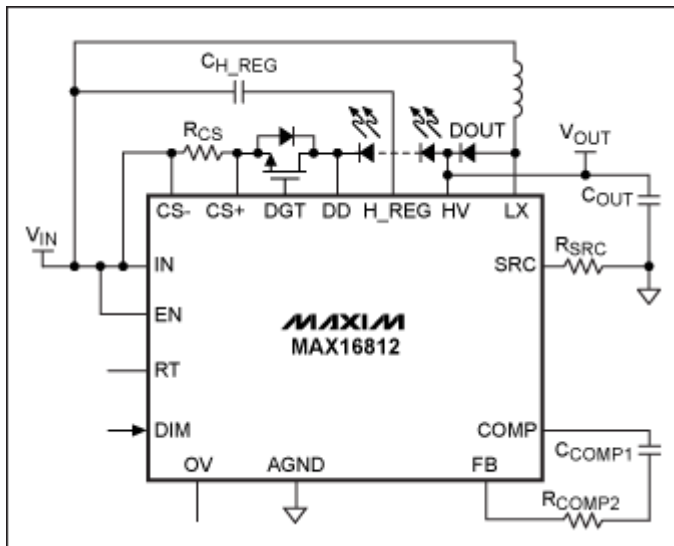 C_H_REG
R_CS
DOUT
V_OUT
C_OUT
CS- CS+ DGT DD H_REG HV LX
V_IN
R_SRC
IN
SRC
EN
MAXIM
MAX16812
RT
DIM
COMP
C_COMP1
OV AGND FB
R_COMP2